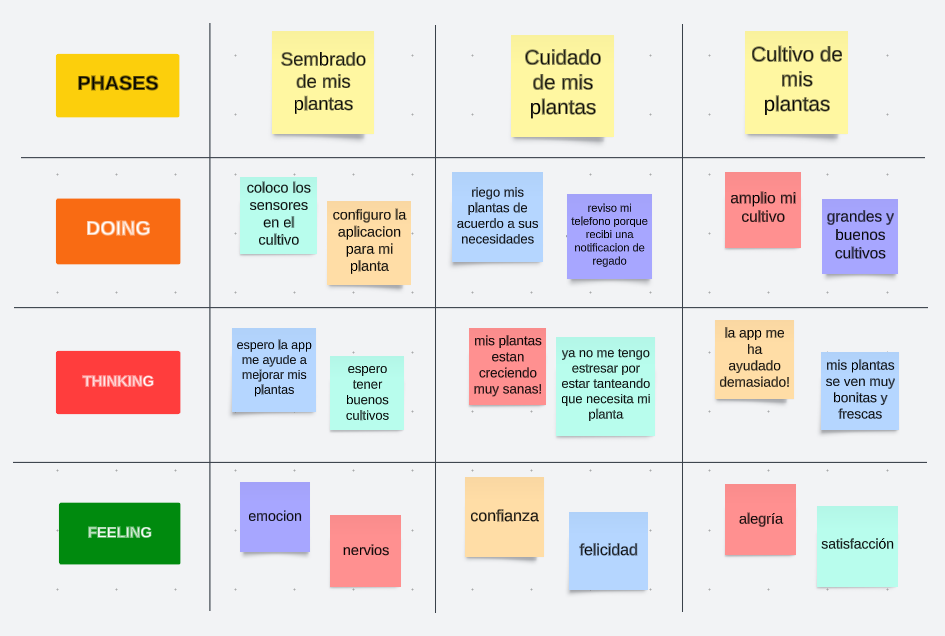 PHASES
Sembrado
de mis
plantas
Cuidado
de mis
plantas
Cultivo de
mis
plantas
DOING
coloco los
sensores
en el
cultivo
configuro la
aplicacion
para mi
planta
riego mis
plantas de
acuerdo a sus
necesidades
reviso mi
telefono porque
recibi una
notificacion de
regado
amplio mi
cultivo
grandes y
buenos
cultivos
THINKING
espero la app
me ayude a
mejorar mis
plantas
espero
tener
buenos
cultivos
mis plantas
estan
creciendo
muy sanas!
ya no me tengo
estresar por
estar tanteando
que necesita mi
planta
la app me
ha
ayudado
demasiado!
mis plantas
se ven muy
bonitas y
frescas
FEELING
emocion
nervios
confianza
felicidad
alegría
satisfacción